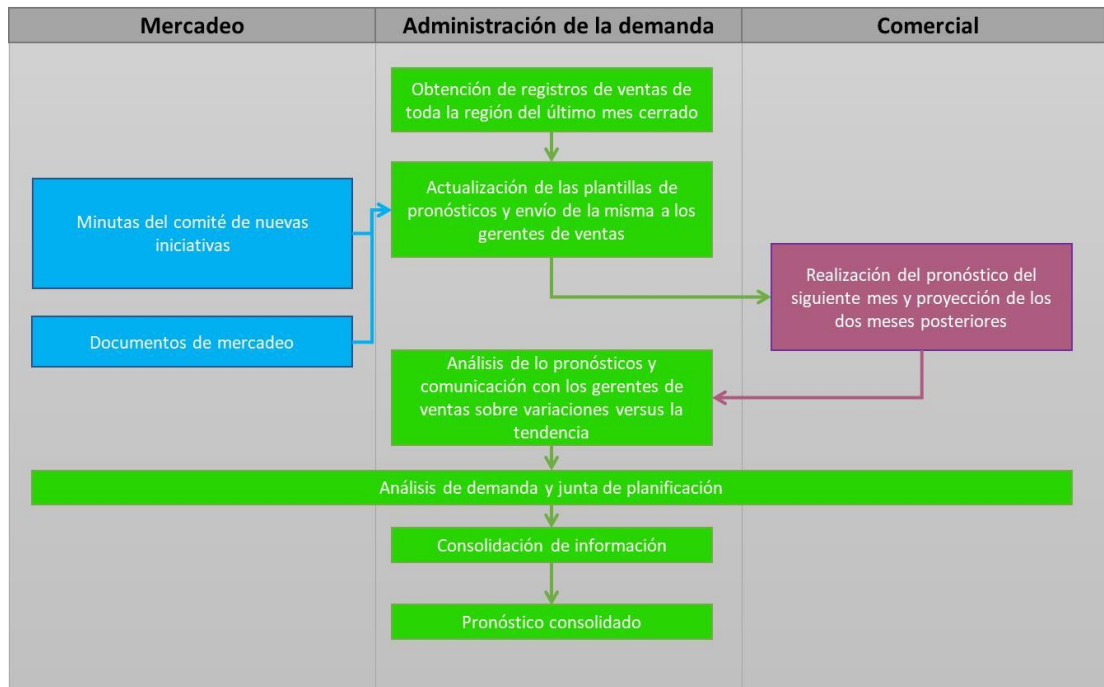 Mercadeo
Administración de la demanda
Comercial
Obtención de registros de ventas de
toda la región del último mes cerrado
Actualización de las plantillas de
pronósticos y envío de la misma a los
gerentes de ventas
Minutas del comité de nuevas
iniciativas
Realización del pronóstico del
siguiente mes y proyección de los
dos meses posteriores
Documentos de mercadeo
Análisis de lo pronósticos y
comunicación con los gerentes de
ventas sobre variaciones versus la
tendencia
Análisis de demanda y junta de planificación
Consolidación de información
Pronóstico consolidado